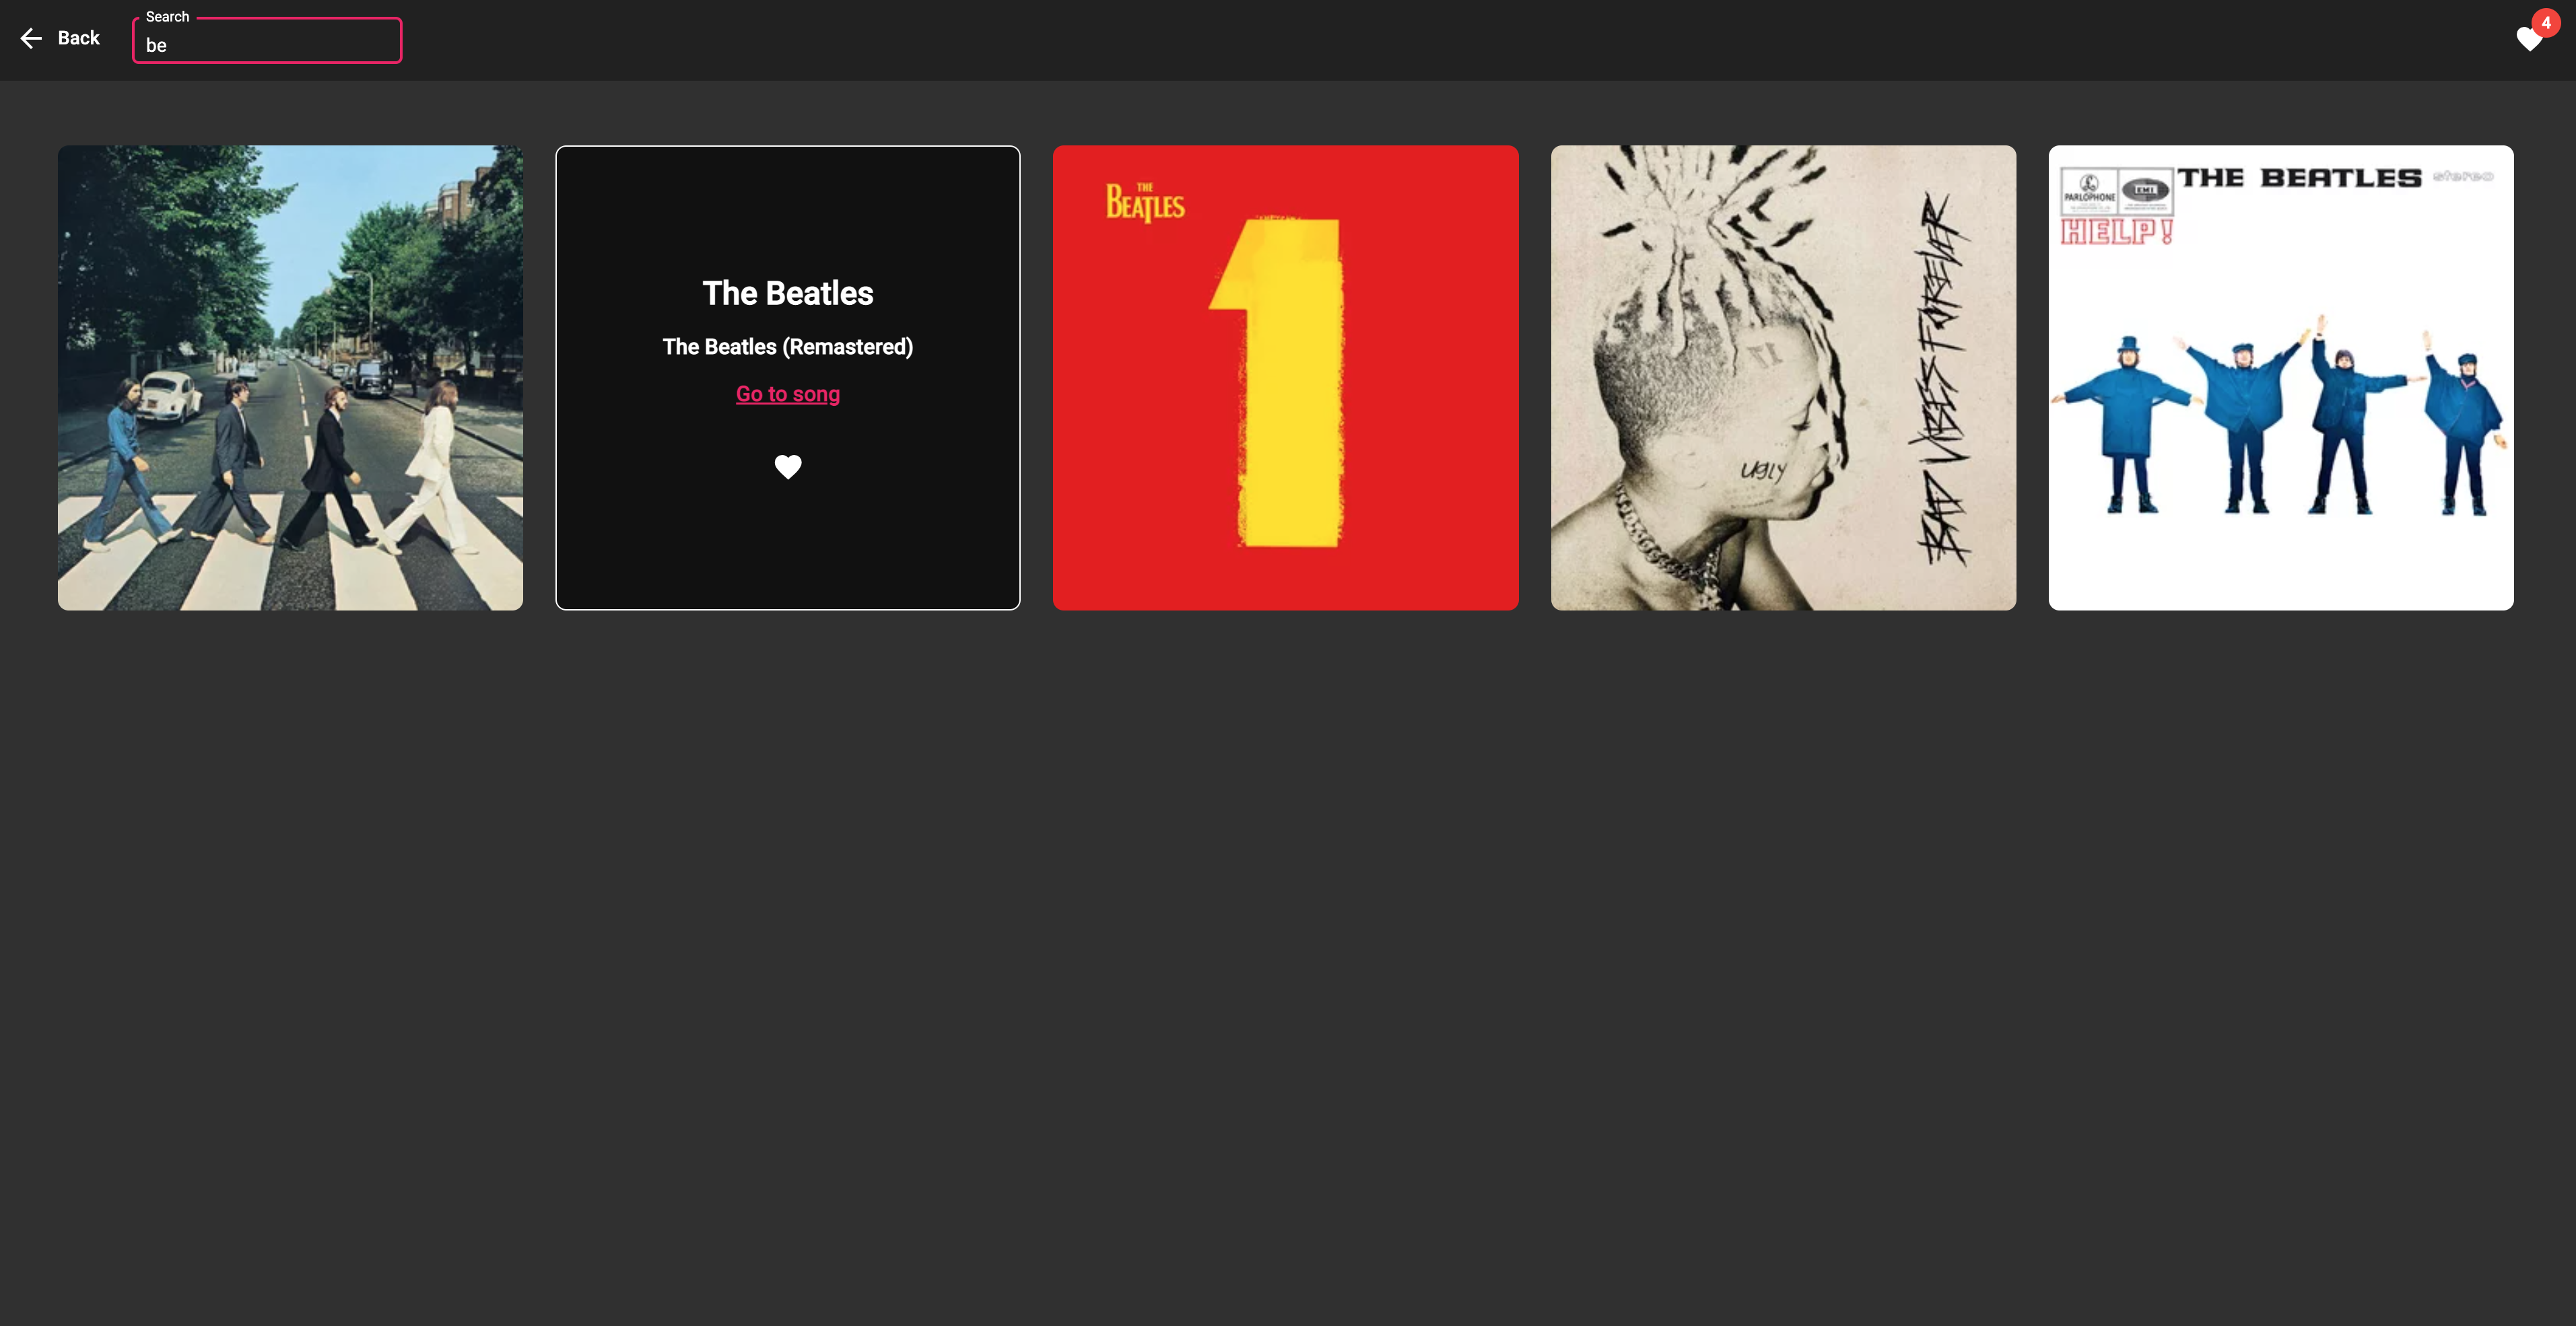 Search
Back
be
4
The Beatles
The Beatles (Remastered)
Go to song
THE
BEATLES
1
UGLY
BAD VIBES FOREVER
PARLOPHONE
EMI
THE BEATLES stereo
HELP!